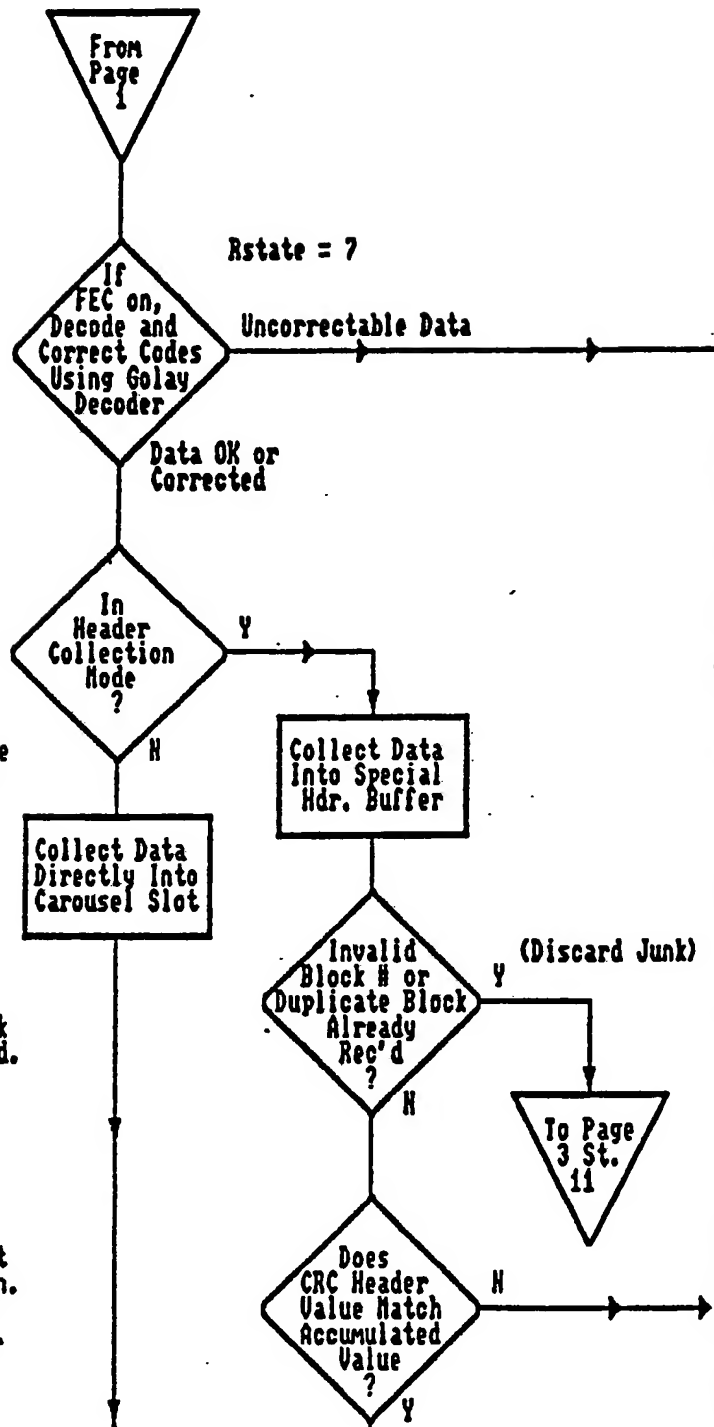 From
Page
1
Rstate = 7
If
FEC on,
Decode and
Correct Codes
Using Golay
Decoder
Uncorrectable Data
Data OK or
Corrected
In
Header
Collection
Mode
?
Y
N
Collect Data
Into Special
Hdr. Buffer
Collect Data
Directly Into
Carousel Slot
Invalid
Block # or
Duplicate Block
Already
Rec'd
?
Y
(Discard Junk)
N
To Page
3 St.
11
Does
CRC Header
Value Match
Accumulated
Value
?
N
Y